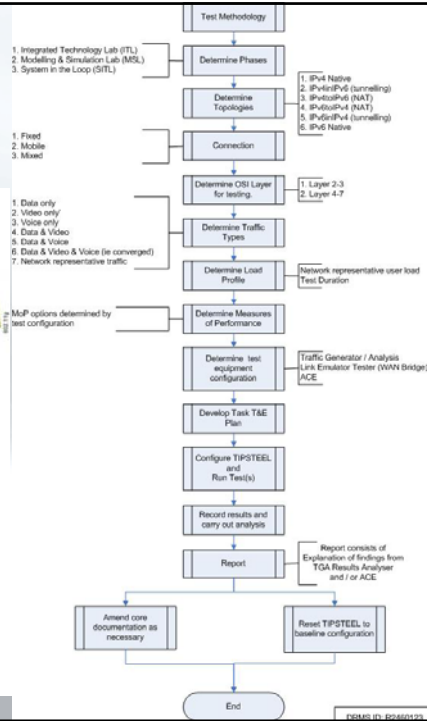 Test Methodology
1. Integrated Technology Lab (ITL)
2. Modelling & Simulation Lab (MSL)
3. System in the Loop (SITL)
Determine Phases
Determine
Topologies
1. IPv4 Native
2. IPv4inIPv6 (tunnelling)
3. IPv4toIPv6 (NAT)
4. IPv6toIPv4 (NAT)
5. IPv6inIPv4 (tunnelling)
6. IPv6 Native
1. Fixed
2. Mobile
3. Mixed
Connection
Determine OSI Layer
for testing.
1. Layer 2-3
2. Layer 4-7
1. Data only
2. Video only'
3. Voice only
4. Data & Video
5. Data & Voice
6. Data & Video & Voice (ie converged)
7. Network representative traffic
Determine Traffic
Types
Determine Load
Profile
Network representative user load
Test Duration
MoP options determined by
test configuration
Determine Measures
of Performance
Determine test
equipment
configuration
Traffic Generator / Analysis
Link Emulator Tester (WAN Bridge)
ACE
Develop Task T&E
Plan
Configure TIPSTEEL
and
Run Test(s)
Record results and
carry out analysis
Report
Report consists of
Explanation of findings from
TGA Results Analyser
and / or ACE
Amend core
documentation as
necessary
Reset TIPSTEEL to
baseline configuration
End
DRMS ID: R2460123